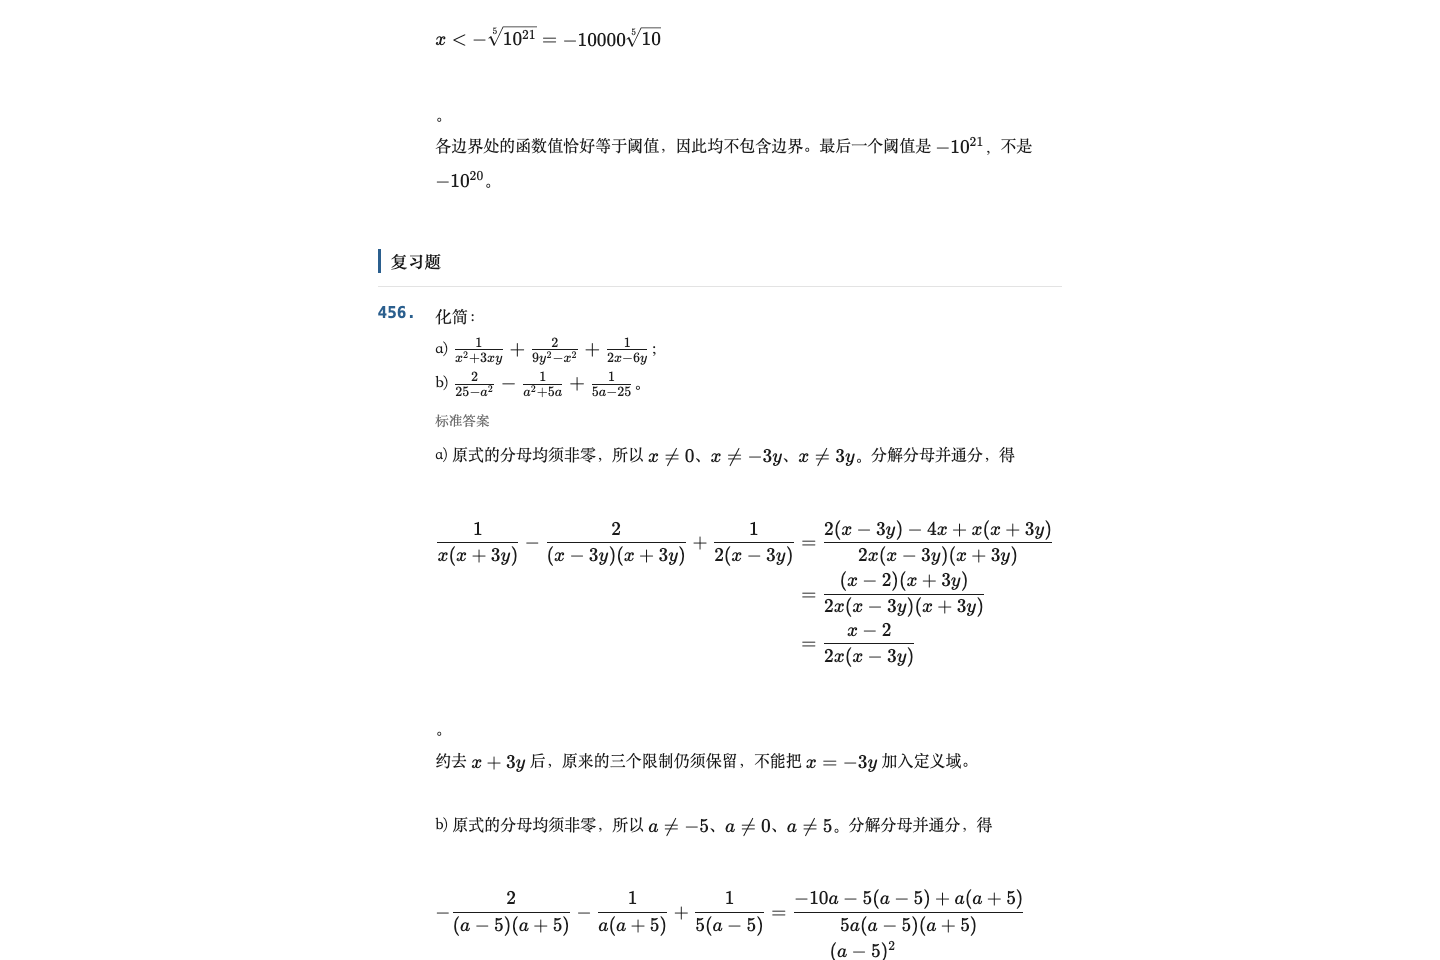 x < −⁵√(10²¹) = −10000⁵√10
。
各边界处的函数值恰好等于阈值，因此均不包含边界。最后一个阈值是 −10²¹，不是
−10²⁰。
复习题
456. 化简：
a) 1/(x²+3xy) + 2/(9y²−x²) + 1/(2x−6y)；
b) 2/(25−a²) − 1/(a²+5a) + 1/(5a−25)。
标准答案
a) 原式的分母均须非零，所以 x ≠ 0、x ≠ −3y、x ≠ 3y。分解分母并通分，得
1/(x(x + 3y)) − 2/((x − 3y)(x + 3y)) + 1/(2(x − 3y)) = (2(x − 3y) − 4x + x(x + 3y))/(2x(x − 3y)(x + 3y))
= ((x − 2)(x + 3y))/(2x(x − 3y)(x + 3y))
= (x − 2)/(2x(x − 3y))
。
约去 x + 3y 后，原来的三个限制仍须保留，不能把 x = −3y 加入定义域。
b) 原式的分母均须非零，所以 a ≠ −5、a ≠ 0、a ≠ 5。分解分母并通分，得
−2/((a − 5)(a + 5)) − 1/(a(a + 5)) + 1/(5(a − 5)) = (−10a − 5(a − 5) + a(a + 5))/(5a(a − 5)(a + 5))
(a − 5)²